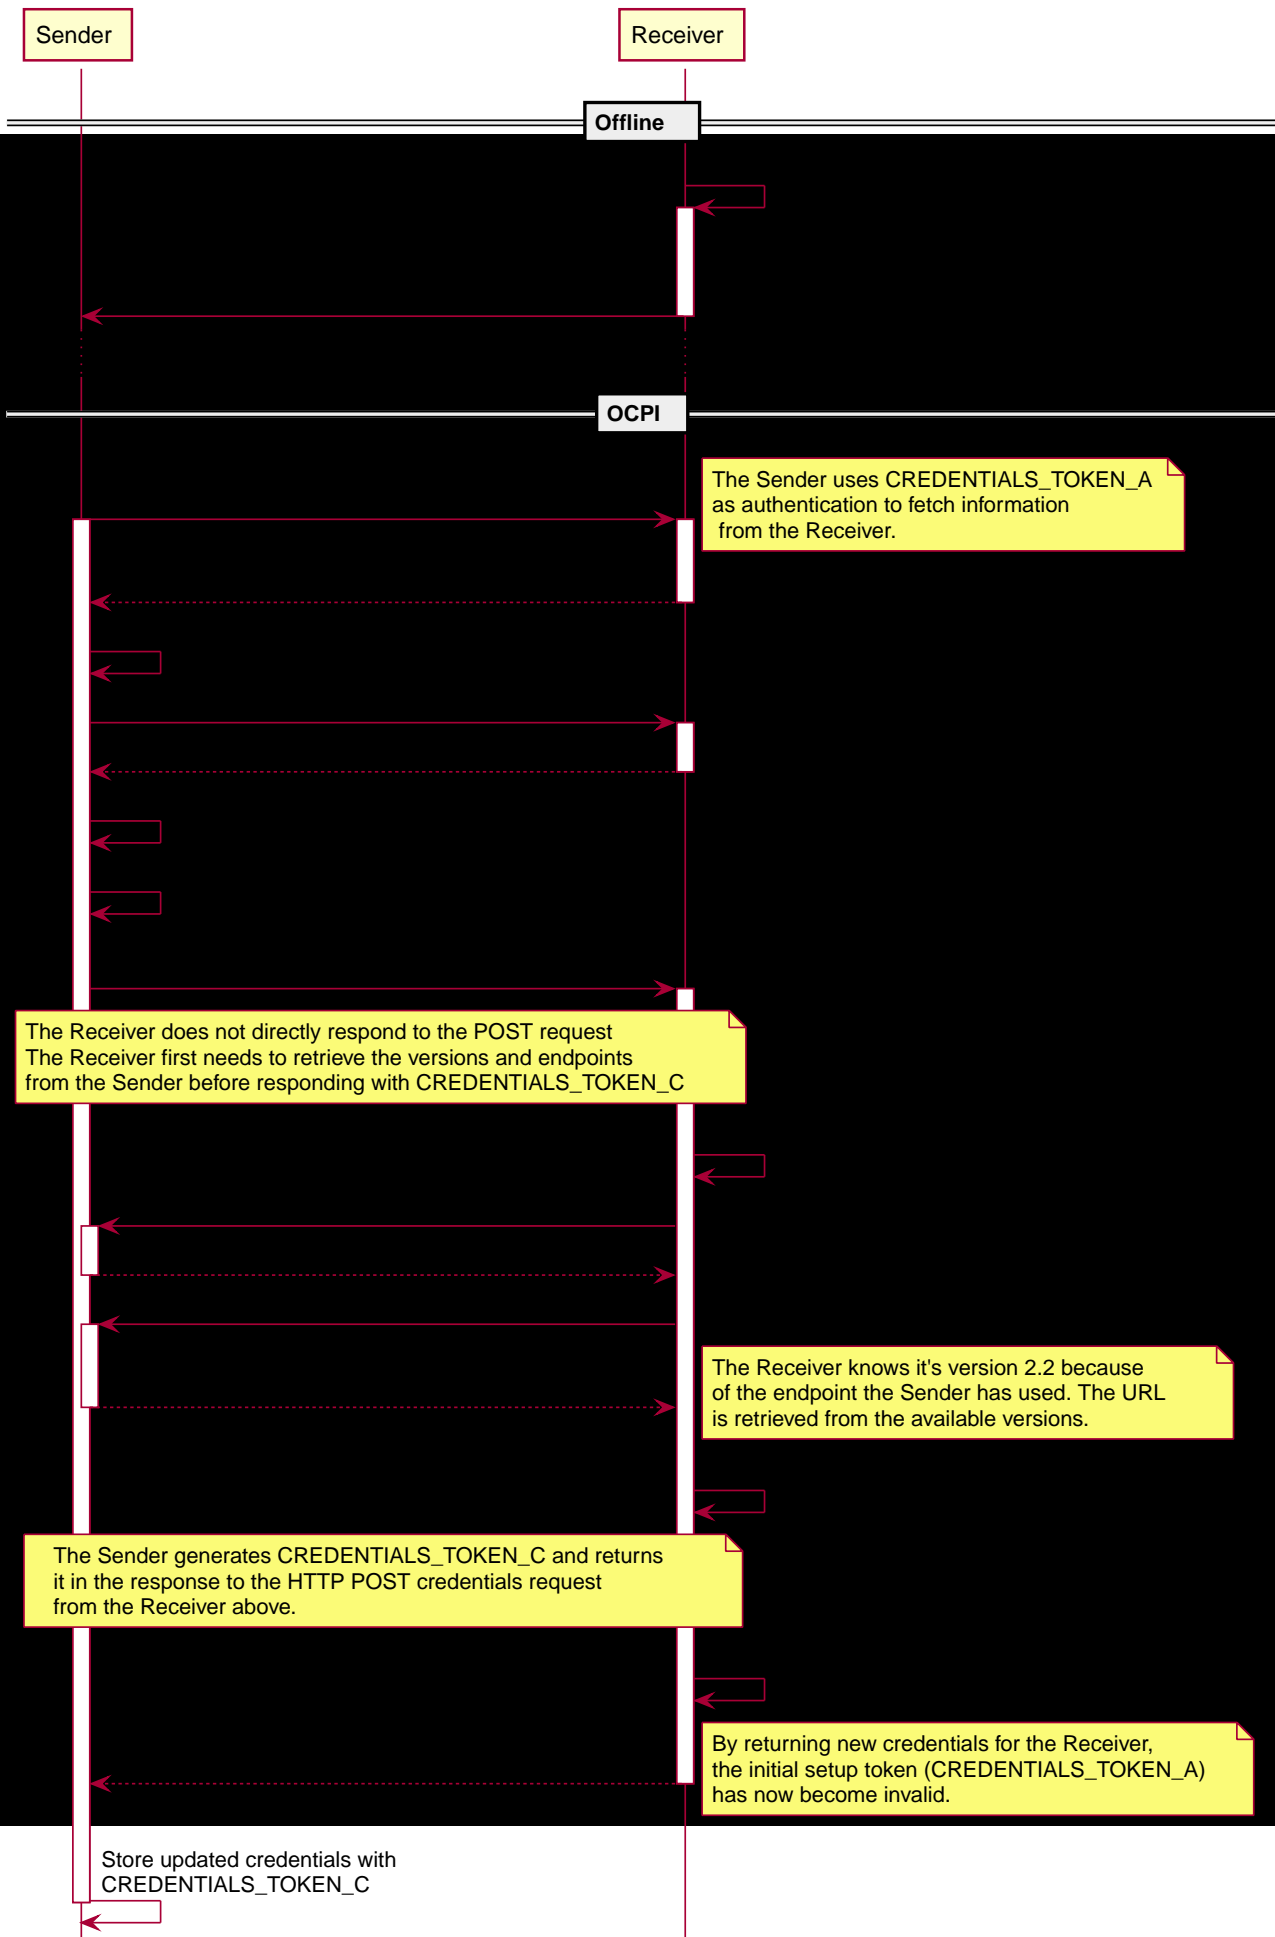 Sender
Receiver
Offline
OCPI
The Sender uses CREDENTIALS_TOKEN_A
as authentication to fetch information
from the Receiver.
The Receiver does not directly respond to the POST request
The Receiver first needs to retrieve the versions and endpoints
from the Sender before responding with CREDENTIALS_TOKEN_C
The Receiver knows it's version 2.2 because
of the endpoint the Sender has used. The URL
is retrieved from the available versions.
The Sender generates CREDENTIALS_TOKEN_C and returns
it in the response to the HTTP POST credentials request
from the Receiver above.
By returning new credentials for the Receiver,
the initial setup token (CREDENTIALS_TOKEN_A)
has now become invalid.
Store updated credentials with
CREDENTIALS_TOKEN_C